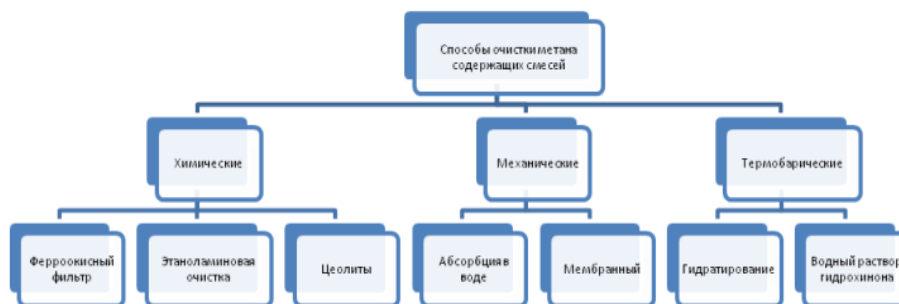 Способы очистки метана
содержащих смесей
Химические
Механические
Термобарические
Ферроокисный
фильтр
Этаноламиновая
очистка
Цеолиты
Абсорбция в
воде
Мембранный
Гидратирование
Водный раствор
гидрохинона